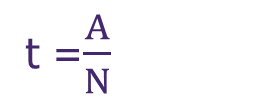 t = A/N